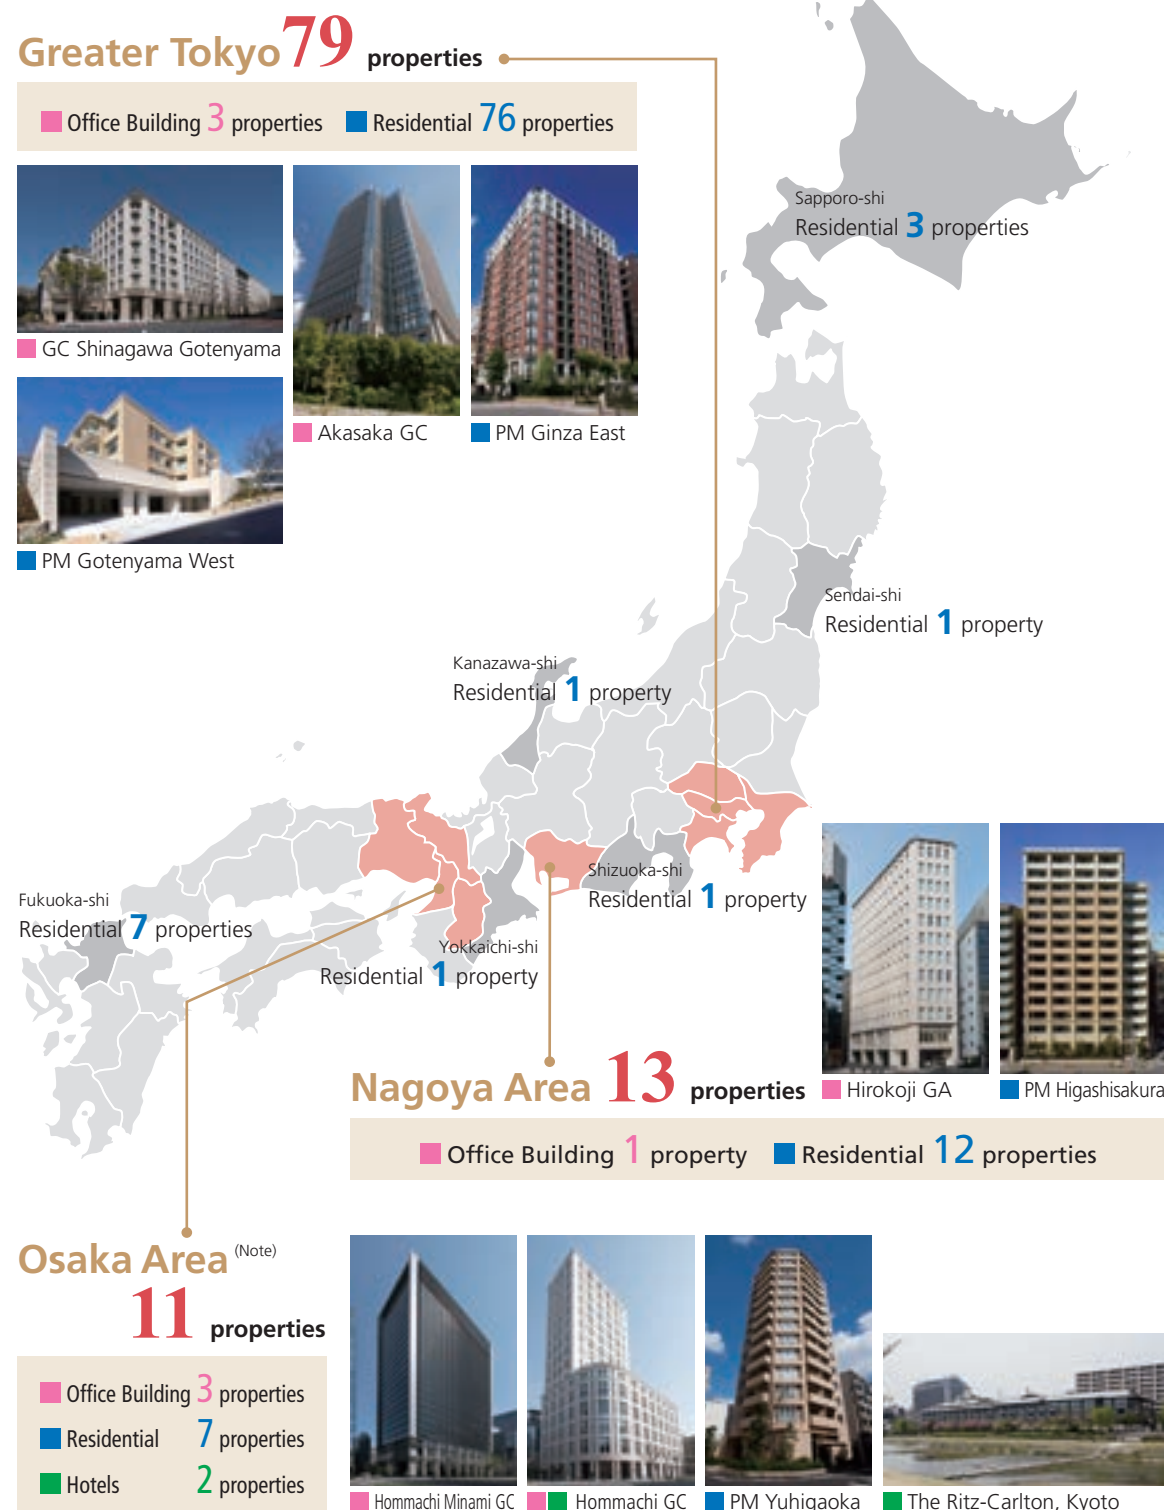 Greater Tokyo 79 properties
Office Building 3 properties Residential 76 properties
GC Shinagawa Gotenyama
Akasaka GC
PM Ginza East
PM Gotenyama West
Sapporo-shi
Residential 3 properties
Sendai-shi
Residential 1 property
Kanazawa-shi
Residential 1 property
Shizuoka-shi
Residential 1 property
Fukuoka-shi
Residential 7 properties
Yokkaichi-shi
Residential 1 property
Nagoya Area 13 properties
Hirokoji GA
PM Higashisakura
Office Building 1 property Residential 12 properties
Osaka Area (Note)
11 properties
Office Building 3 properties
Residential 7 properties
Hotels 2 properties
Hommachi Minami GC
Hommachi GC
PM Yuhigaoka
The Ritz-Carlton, Kyoto